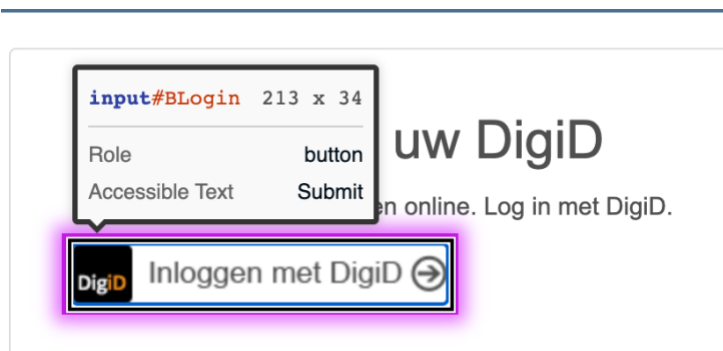 input#BLogin 213 x 34
Role button
Accessible Text Submit
uw DigiD
en online. Log in met DigiD.
DigiD Inloggen met DigiD